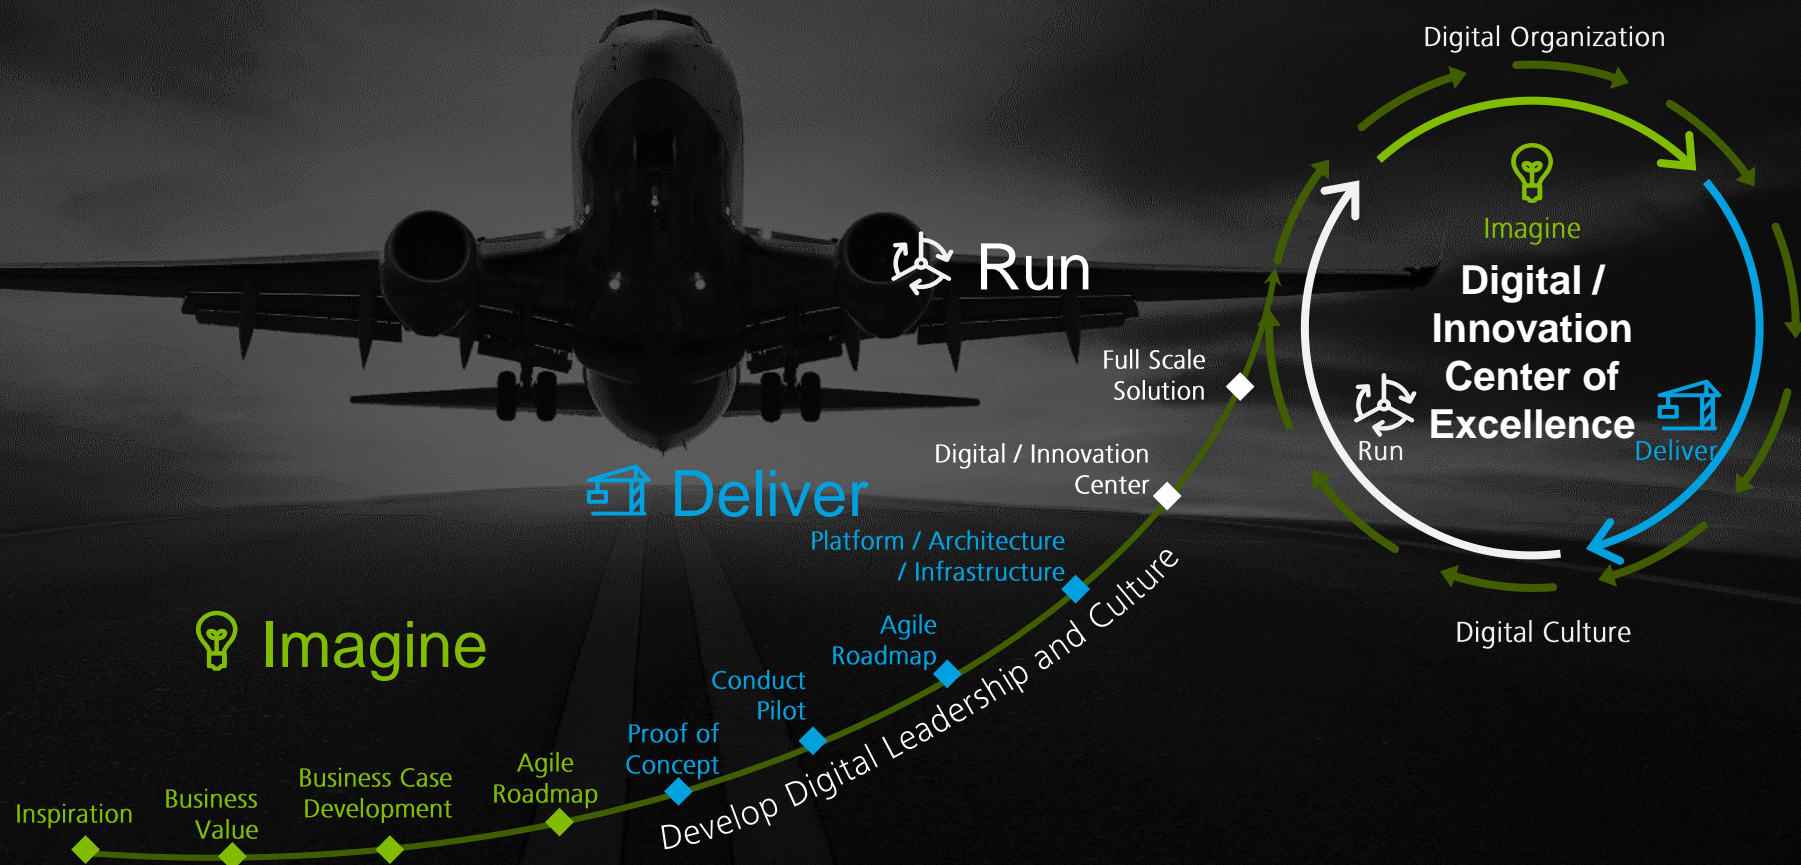 Digital Organization
Imagine
Digital /
Innovation
Center of
Excellence
Run
Deliver
Digital Culture
Run
Full Scale
Solution
Digital / Innovation
Center
Deliver
Platform / Architecture
/ Infrastructure
Agile
Roadmap
Conduct
Pilot
Proof of
Concept
Imagine
Agile
Roadmap
Business Case
Development
Business
Value
Inspiration
Develop Digital Leadership and Culture